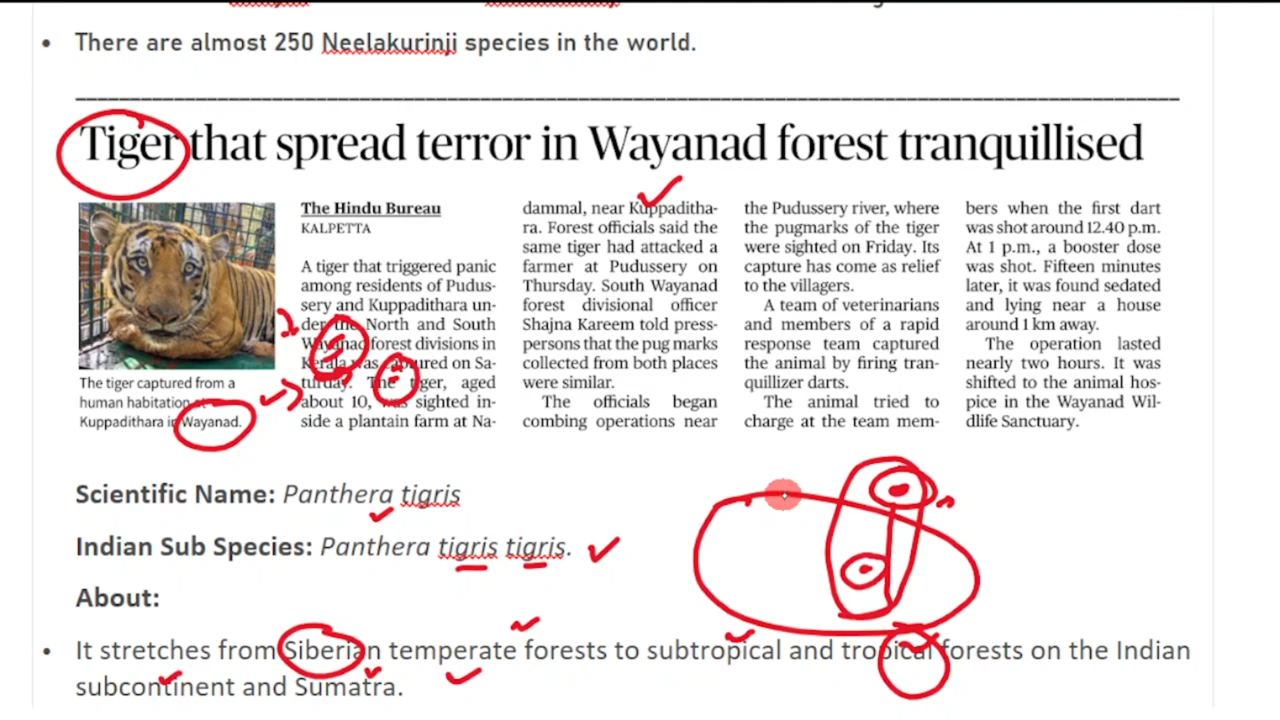 There are almost 250 Neelakurinji species in the world.
Tiger that spread terror in Wayanad forest tranquillised
The tiger captured from a
human habitation at
Kuppadithara in Wayanad.
The Hindu Bureau
KALPETTA
A tiger that triggered panic
among residents of Pudus-
sery and Kuppadithara un-
der the North and South
Wayanad forest divisions in
Kerala was captured on Sa-
turday. The tiger, aged
about 10, was sighted in-
side a plantain farm at Na-
dammal, near Kuppaditha-
ra. Forest officials said the
same tiger had attacked a
farmer at Pudussery on
Thursday. South Wayanad
forest divisional officer
Shajna Kareem told press-
persons that the pug marks
collected from both places
were similar.
The officials began
combing operations near
the Pudussery river, where
the pugmarks of the tiger
were sighted on Friday. Its
capture has come as relief
to the villagers.
A team of veterinarians
and members of a rapid
response team captured
the animal by firing tran-
quillizer darts.
The animal tried to
charge at the team mem-
bers when the first dart
was shot around 12.40 p.m.
At 1 p.m., a booster dose
was shot. Fifteen minutes
later, it was found sedated
and lying near a house
around 1 km away.
The operation lasted
nearly two hours. It was
shifted to the animal hos-
pice in the Wayanad Wil-
dlife Sanctuary.
Scientific Name: Panthera tigris
Indian Sub Species: Panthera tigris tigris.
About:
It stretches from Siberian temperate forests to subtropical and tropical forests on the Indian
subcontinent and Sumatra.